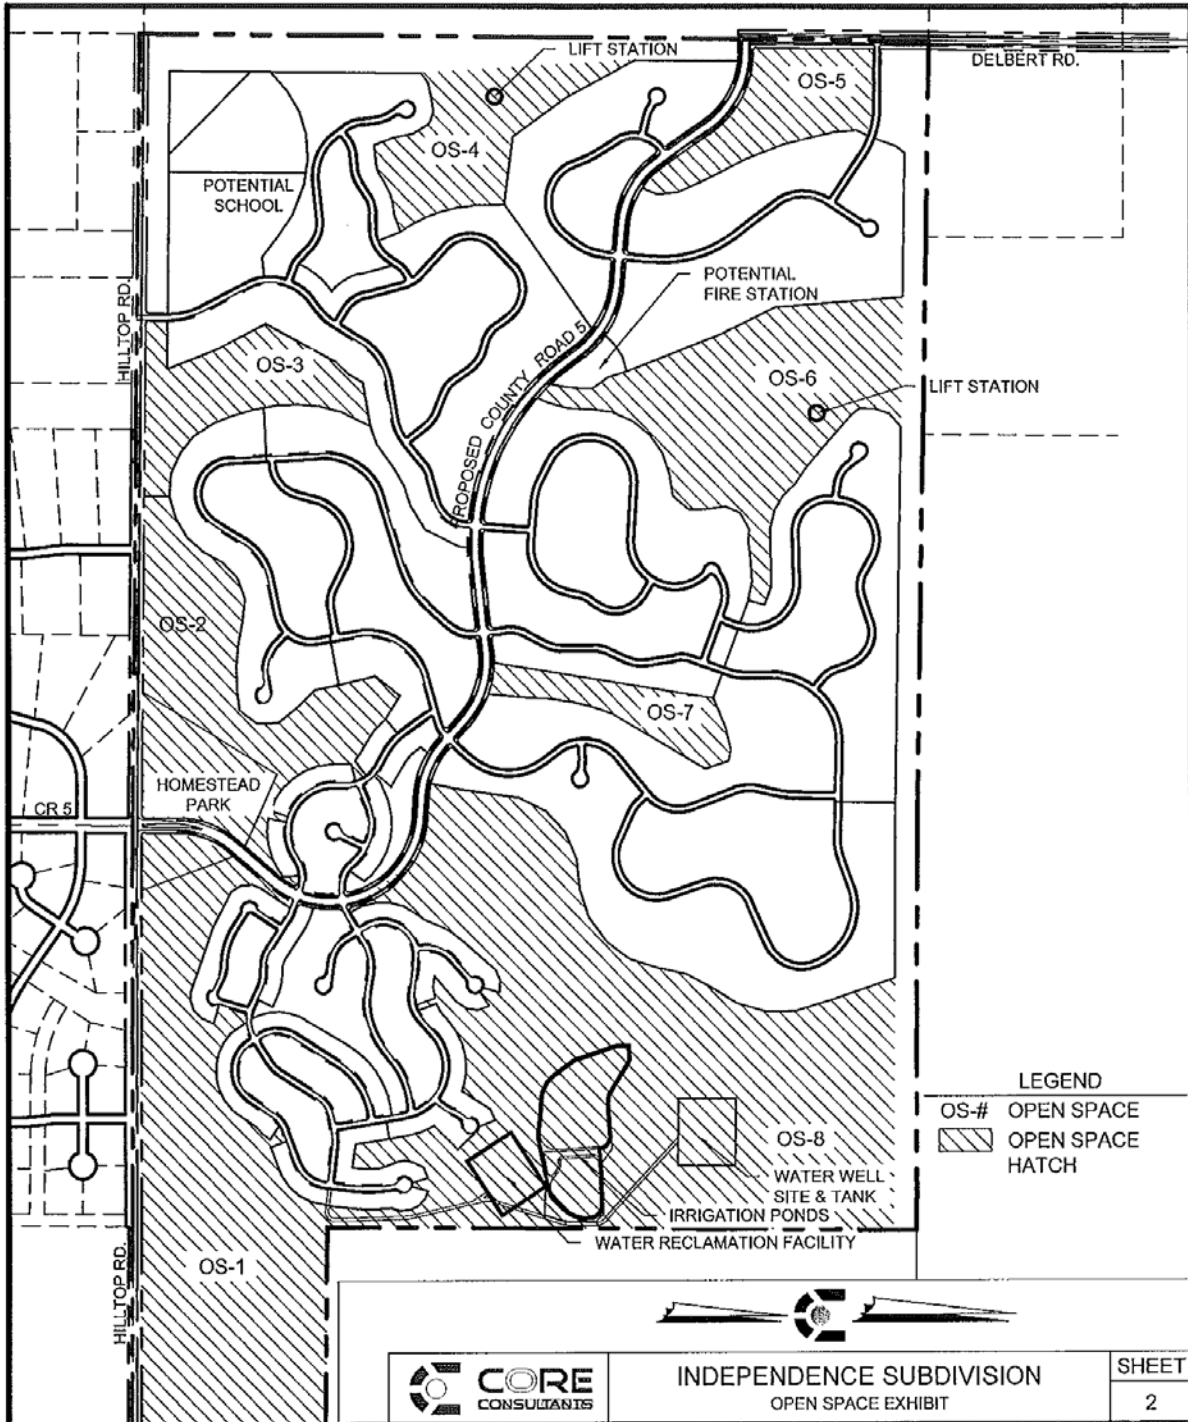 LIFT STATION
DELBERT RD.
OS-5
OS-4
POTENTIAL
SCHOOL
POTENTIAL
FIRE STATION
HILLTOP RD.
OS-3
PROPOSED COUNTY ROAD 5
OS-6
LIFT STATION
OS-2
OS-7
HOMESTEAD
PARK
CR 5
LEGEND
OS-# OPEN SPACE
OPEN SPACE
HATCH
OS-8
WATER WELL
SITE & TANK
IRRIGATION PONDS
WATER RECLAMATION FACILITY
HILLTOP RD.
OS-1
CORE
CONSULTANTS
INDEPENDENCE SUBDIVISION
OPEN SPACE EXHIBIT
SHEET
2